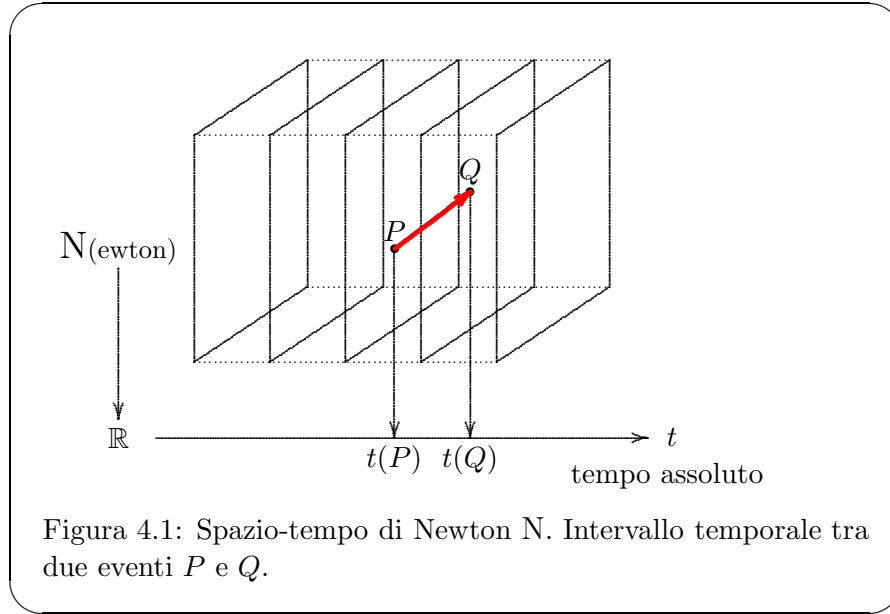 Q
P
N(ewton)
ℝ
t
t(P) t(Q)
tempo assoluto
Figura 4.1: Spazio-tempo di Newton N. Intervallo temporale tra
due eventi P e Q.